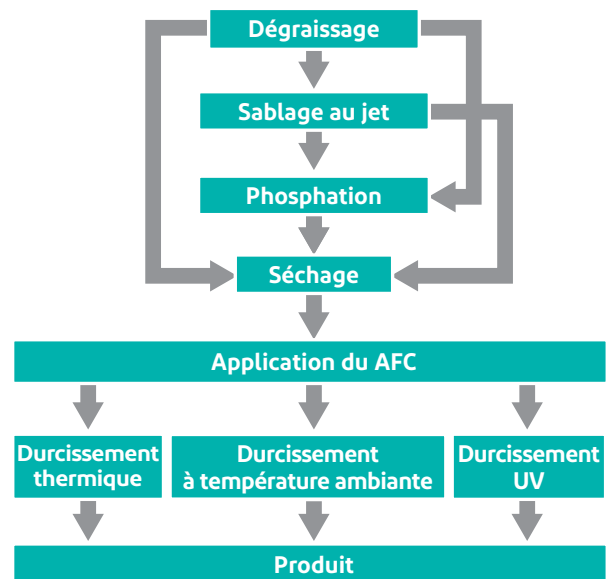 Dégraissage
Sablage au jet
Phosphation
Séchage
Application du AFC
Durcissement
thermique
Durcissement
à température ambiante
Durcissement
UV
Produit